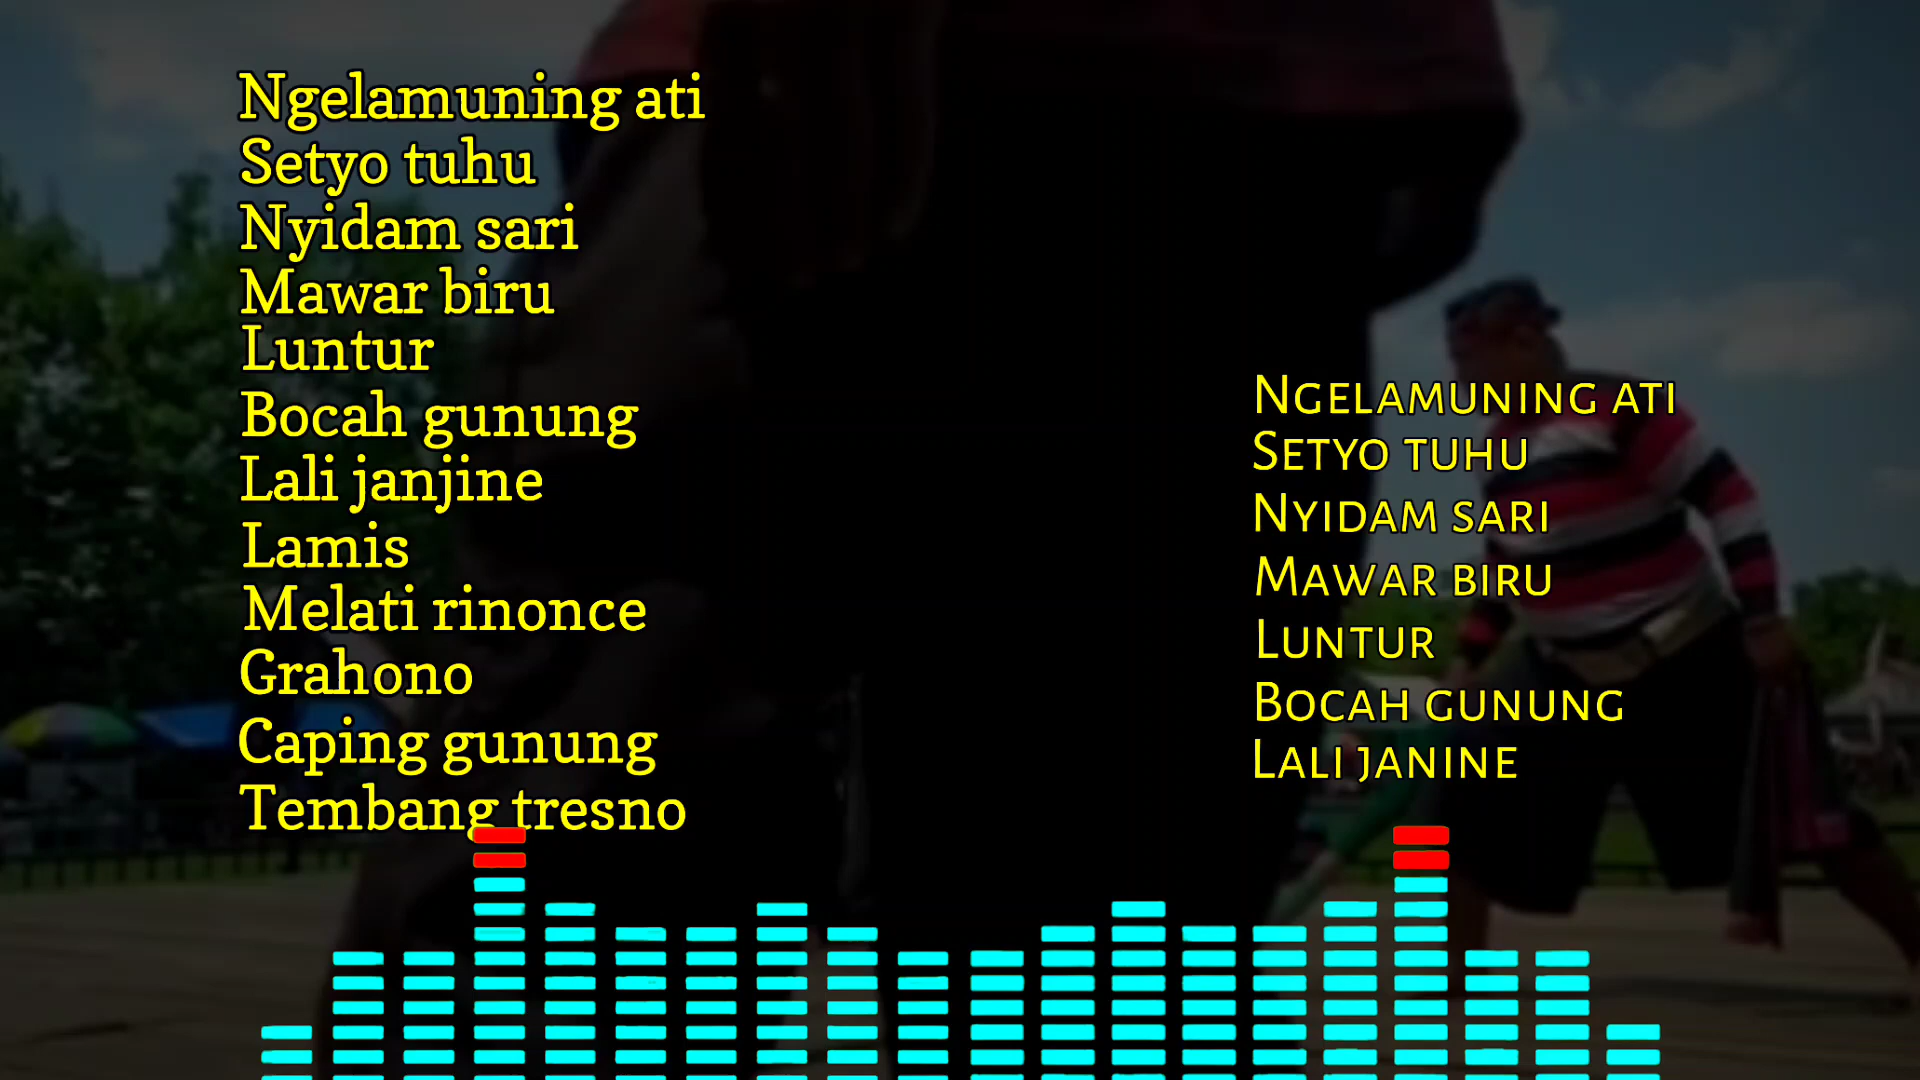 Ngelamuning ati
Setyo tuhu
Nyidam sari
Mawar biru
Luntur
Bocah gunung
Lali janjine
Lamis
Melati rinonce
Grahono
Caping gunung
Tembang tresno
Ngelamuning ati
Setyo tuhu
Nyidam sari
Mawar biru
Luntur
Bocah gunung
Lali janine